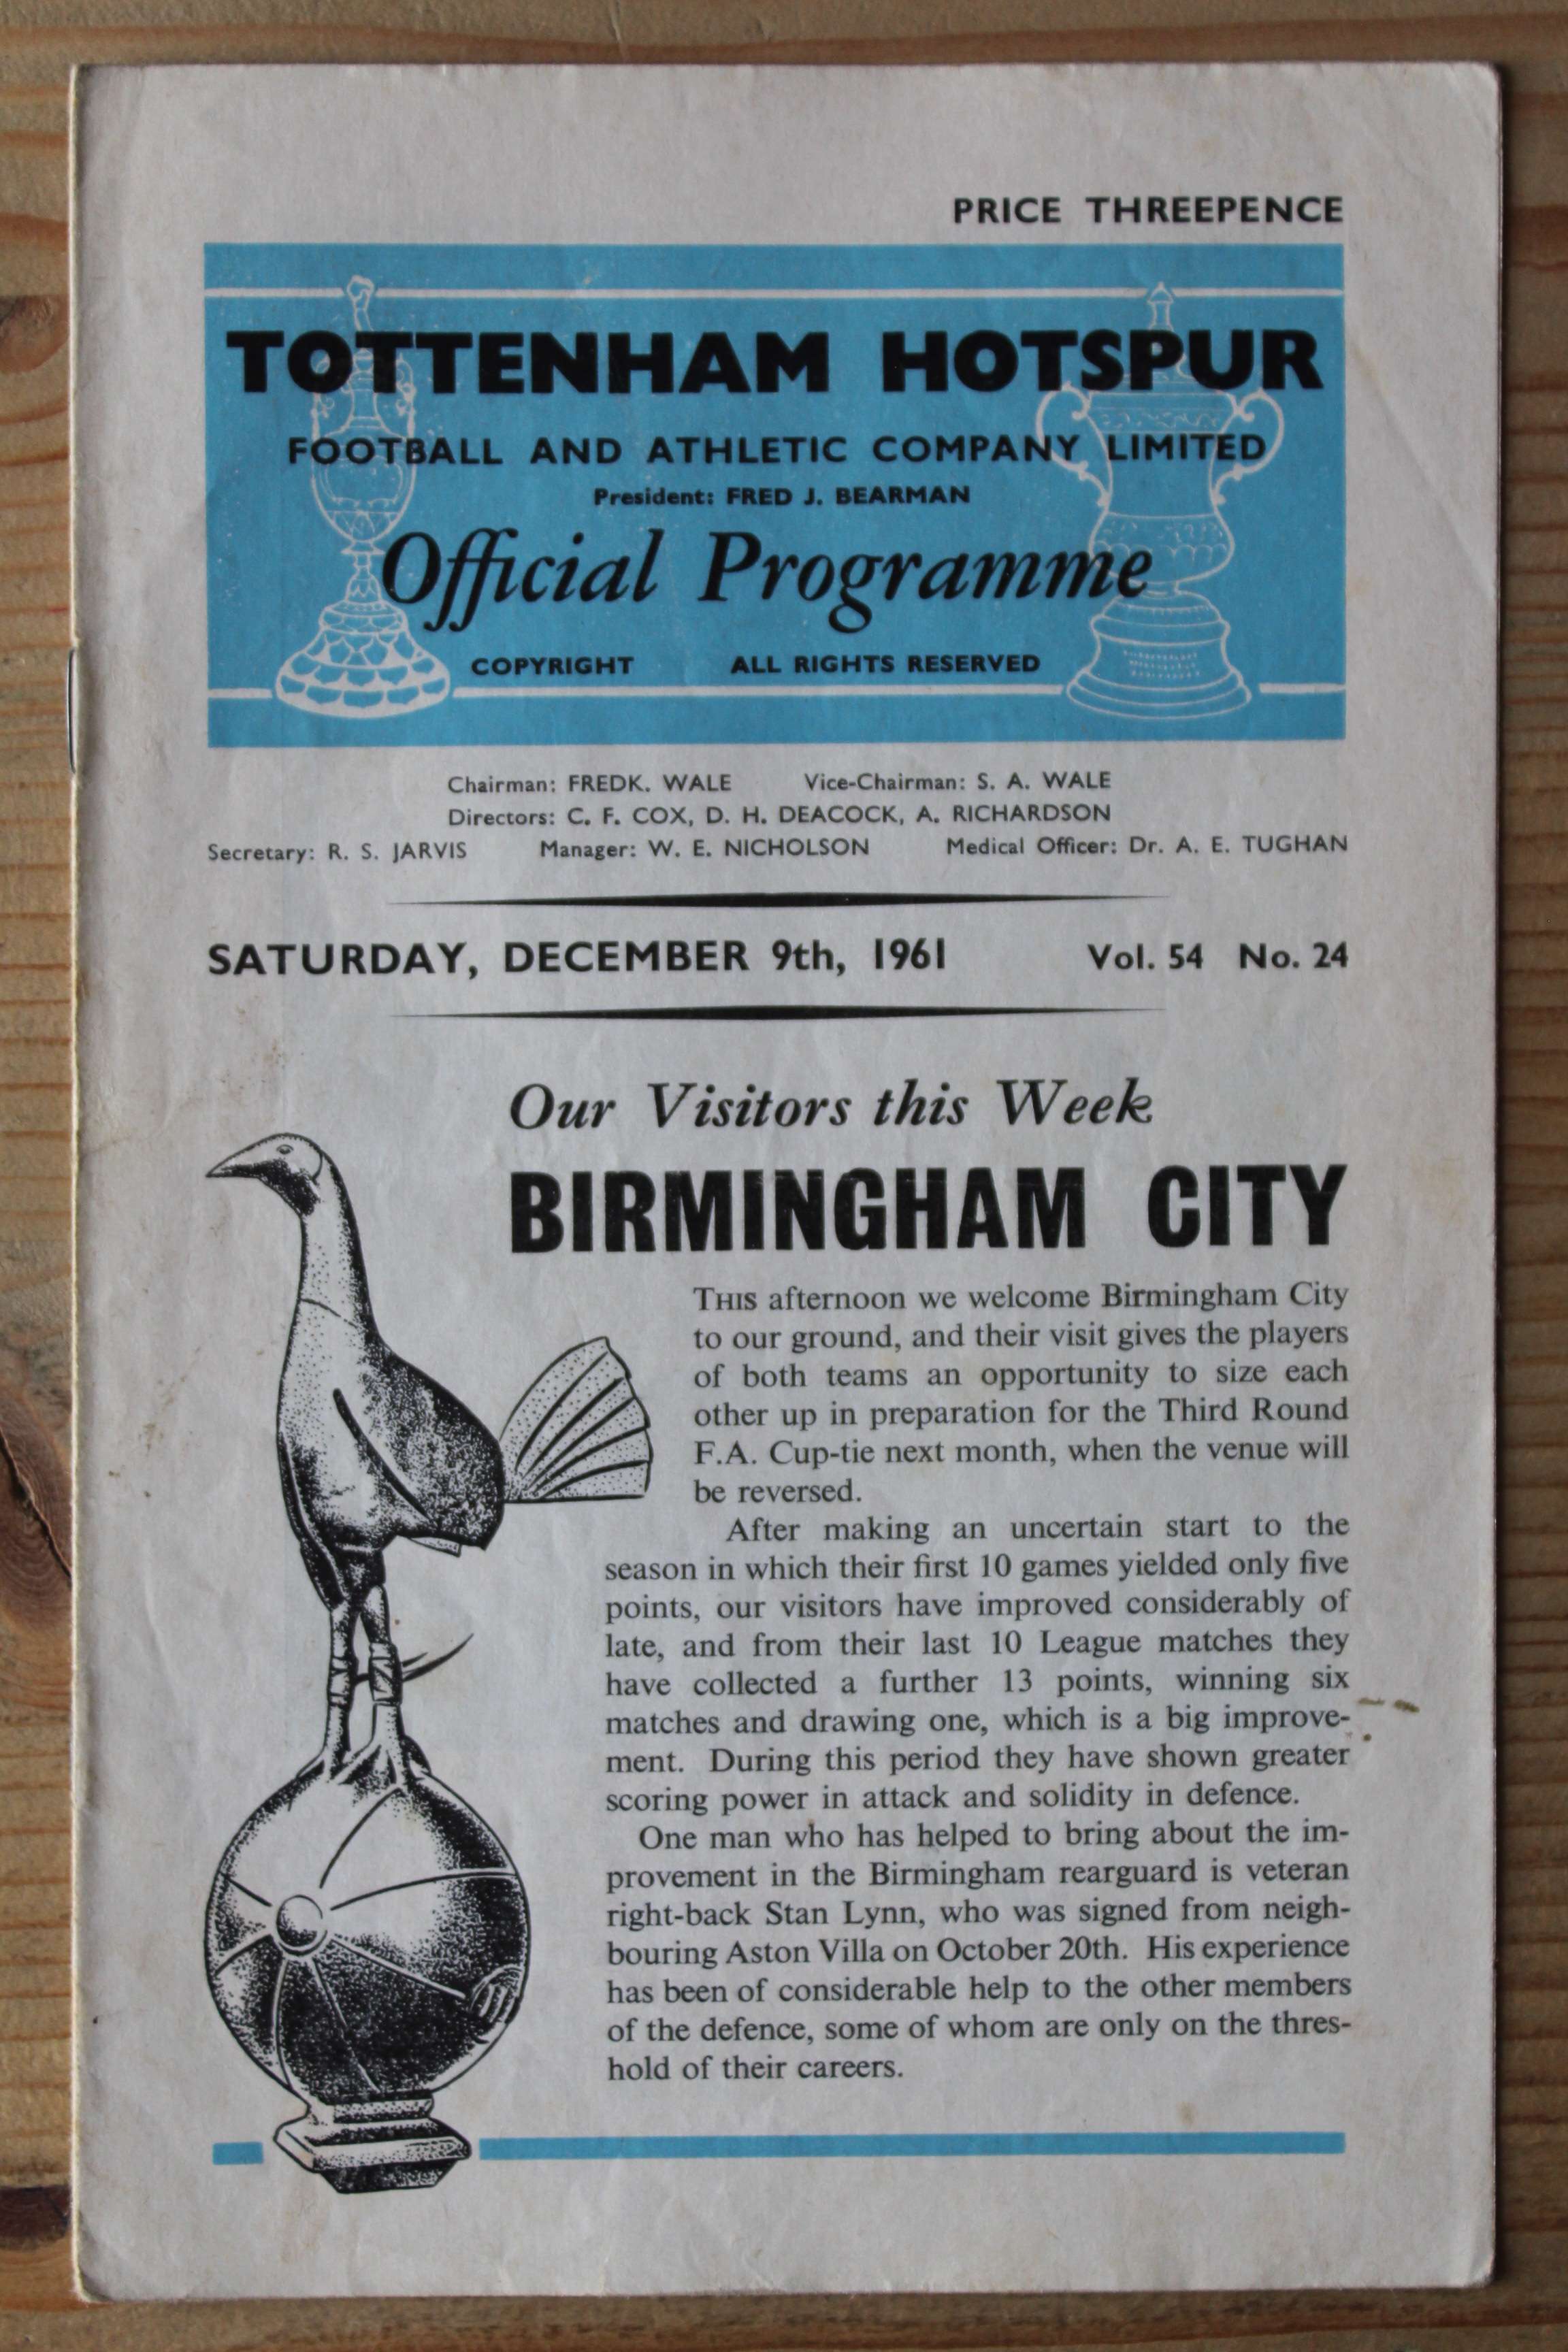 PRICE THREEPENCE
TOTTENHAM HOTSPUR
FOOTBALL AND ATHLETIC COMPANY LIMITED
President: FRED J. BEARMAN
Official Programme
COPYRIGHT ALL RIGHTS RESERVED
Chairman: FREDK. WALE Vice-Chairman: S. A. WALE
Directors: C. F. COX, D. H. DEACOCK, A. RICHARDSON
Secretary: R. S. JARVIS Manager: W. E. NICHOLSON Medical Officer: Dr. A. E. TUGHAN
SATURDAY, DECEMBER 9th, 1961 Vol. 54 No. 24
Our Visitors this Week
BIRMINGHAM CITY
THIS afternoon we welcome Birmingham City
to our ground, and their visit gives the players
of both teams an opportunity to size each
other up in preparation for the Third Round
F.A. Cup-tie next month, when the venue will
be reversed.
After making an uncertain start to the
season in which their first 10 games yielded only five
points, our visitors have improved considerably of
late, and from their last 10 League matches they
have collected a further 13 points, winning six
matches and drawing one, which is a big improve-
ment. During this period they have shown greater
scoring power in attack and solidity in defence.
One man who has helped to bring about the im-
provement in the Birmingham rearguard is veteran
right-back Stan Lynn, who was signed from neigh-
bouring Aston Villa on October 20th. His experience
has been of considerable help to the other members
of the defence, some of whom are only on the thres-
hold of their careers.